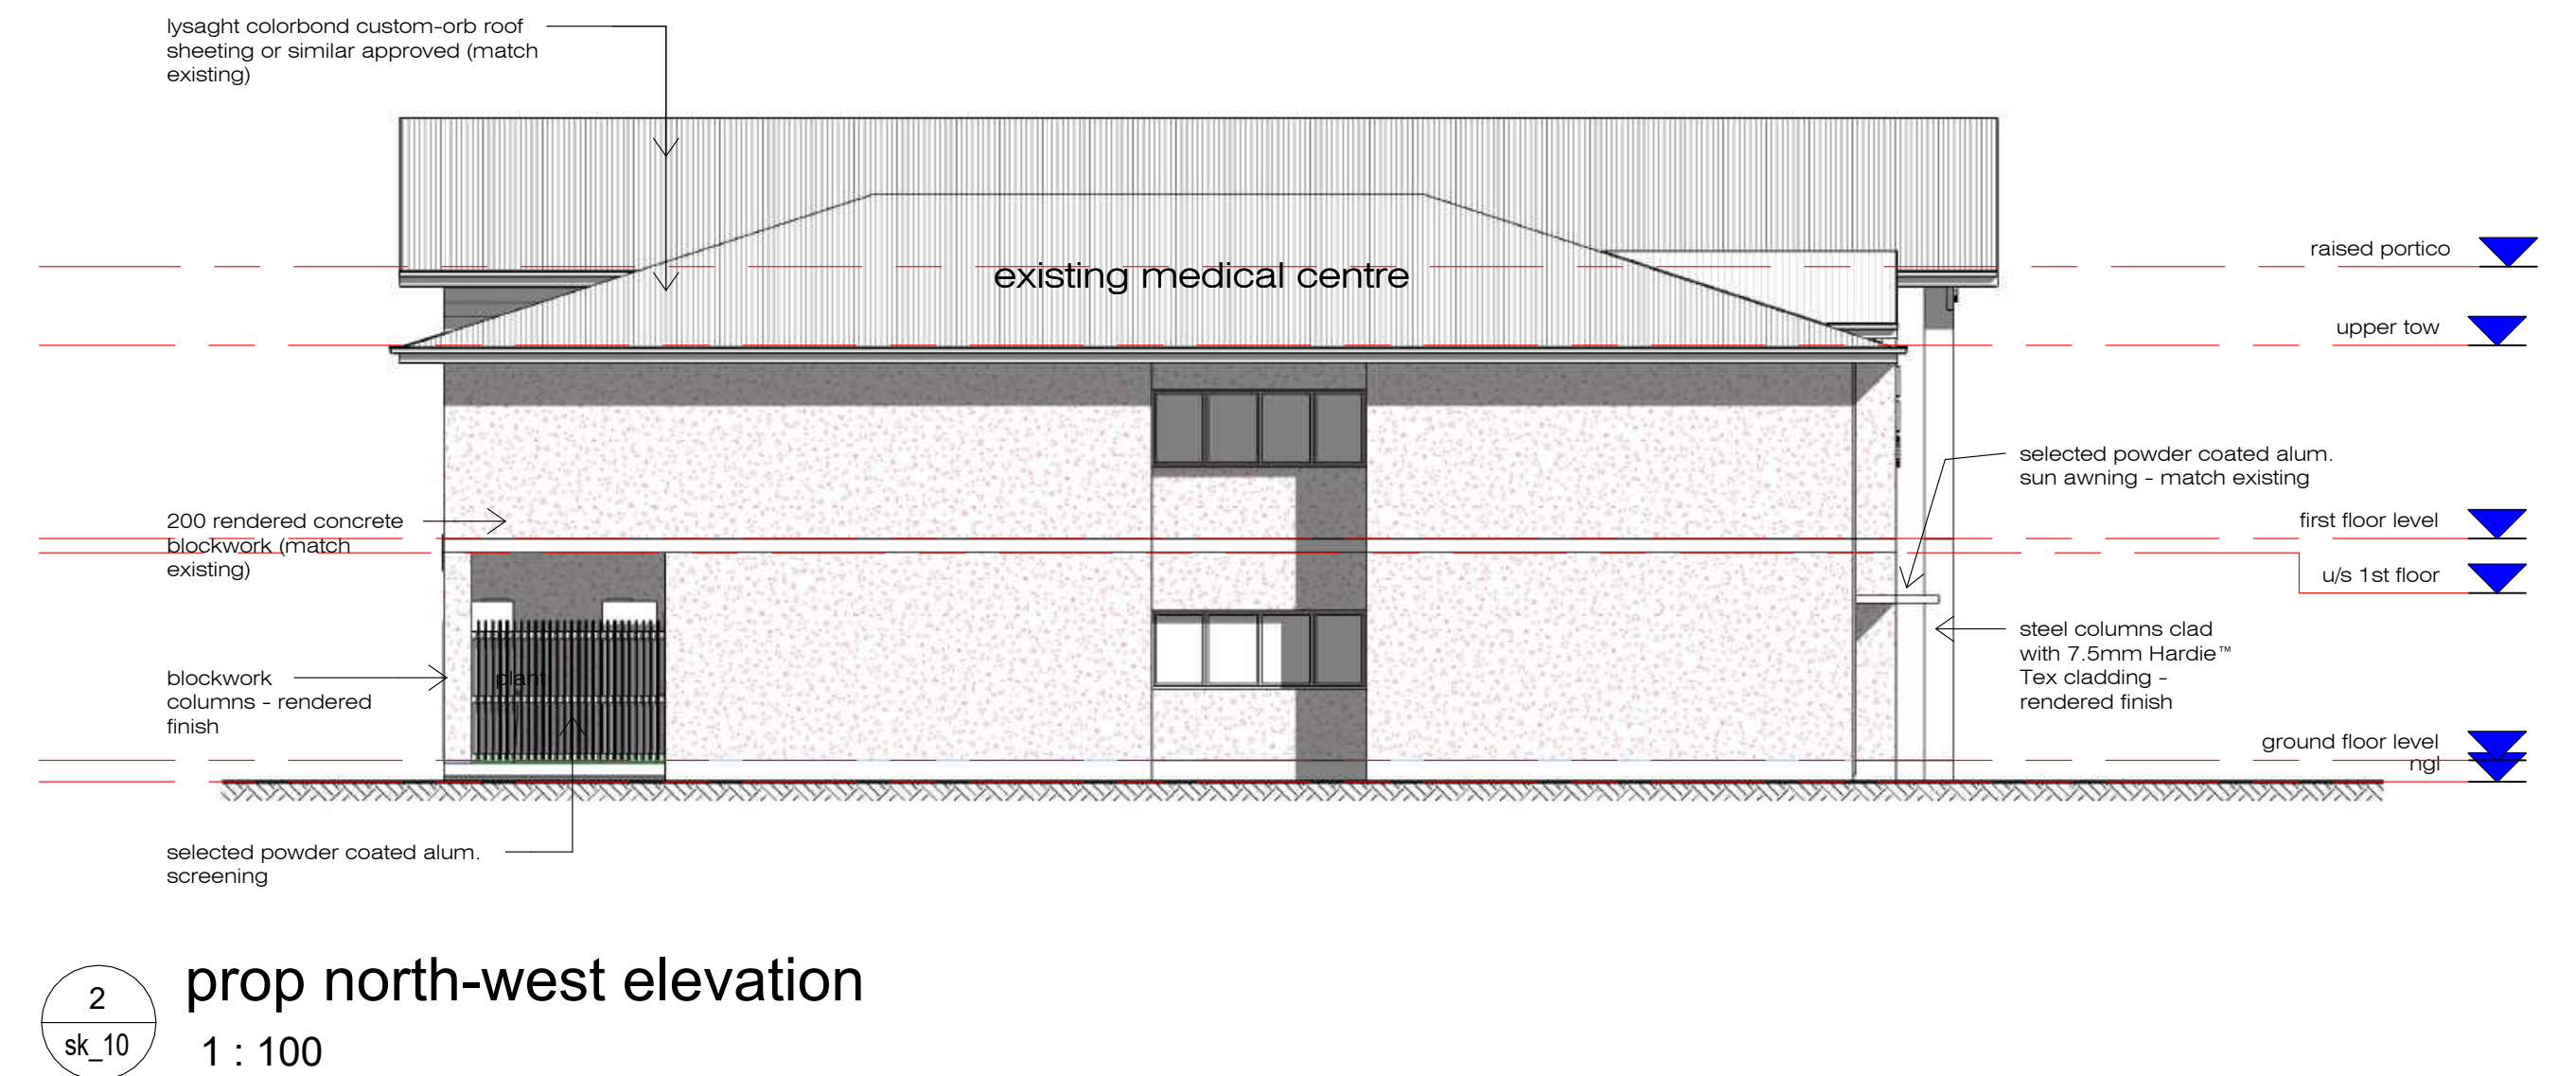 lysaght colorbond custom-orb roof
sheeting or similar approved (match
existing)
existing medical centre
raised portico
upper tow
selected powder coated alum.
sun awning - match existing
200 rendered concrete
blockwork (match
existing)
first floor level
u/s 1st floor
steel columns clad
with 7.5mm Hardie™
Tex cladding -
rendered finish
blockwork
columns - rendered
finish
plant
ground floor level
ngl
selected powder coated alum.
screening
2
sk_10
prop north-west elevation
1 : 100